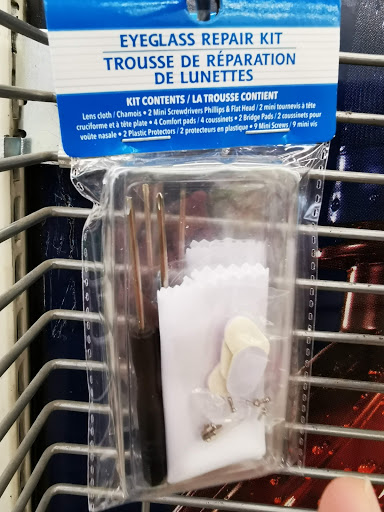 EYEGLASS REPAIR KIT
TROUSSE DE RÉPARATION
DE LUNETTES
KIT CONTENTS / LA TROUSSE CONTIENT
Lens cloth / Chamois • 2 Mini Screwdrivers Phillips & Flat Head / 2 mini tournevis à tête
cruciforme et à tête plate • 4 Comfort pads / 4 coussinets • 2 Bridge Pads / 2 coussinets pour
voûte nasale • 2 Plastic Protectors / 2 protecteurs en plastique • 9 Mini Screws / 9 mini vis